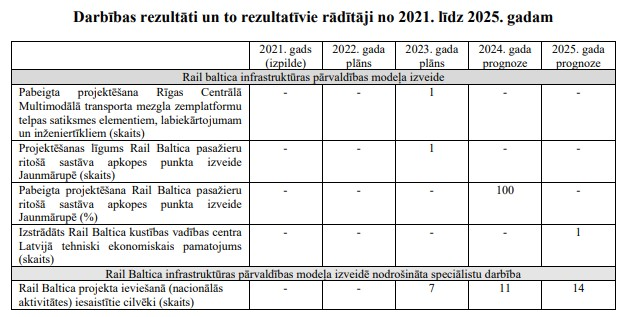 Darbības rezultāti un to rezultatīvie rādītāji no 2021. līdz 2025. gadam
2021. gads (izpilde) 2022. gada plāns 2023. gada plāns 2024. gada prognoze 2025. gada prognoze
Rail baltica infrastruktūras pārvaldības modeļa izveide
Pabeigta projektēšana Rīgas Centrālā - - 1 - -
Multimodālā transporta mezgla zemplatformu
telpas satiksmes elementiem, labiekārtojumam
un inženiertīkliem (skaits)
Projektēšanas līgums Rail Baltica pasažieru - - 1 - -
ritošā sastāva apkopes punkta izveide
Jaunmārupē (skaits)
Pabeigta projektēšana Rail Baltica pasažieru - - - 100 -
ritošā sastāva apkopes punkta izveide
Jaunmārupē (%)
Izstrādāts Rail Baltica kustības vadības centra - - - - 1
Latvijā tehniski ekonomiskais pamatojums
(skaits)
Rail Baltica infrastruktūras pārvaldības modeļa izveidē nodrošināta speciālistu darbība
Rail Baltica projekta ieviešanā (nacionālās - - 7 11 14
aktivitātes) iesaistītie cilvēki (skaits)